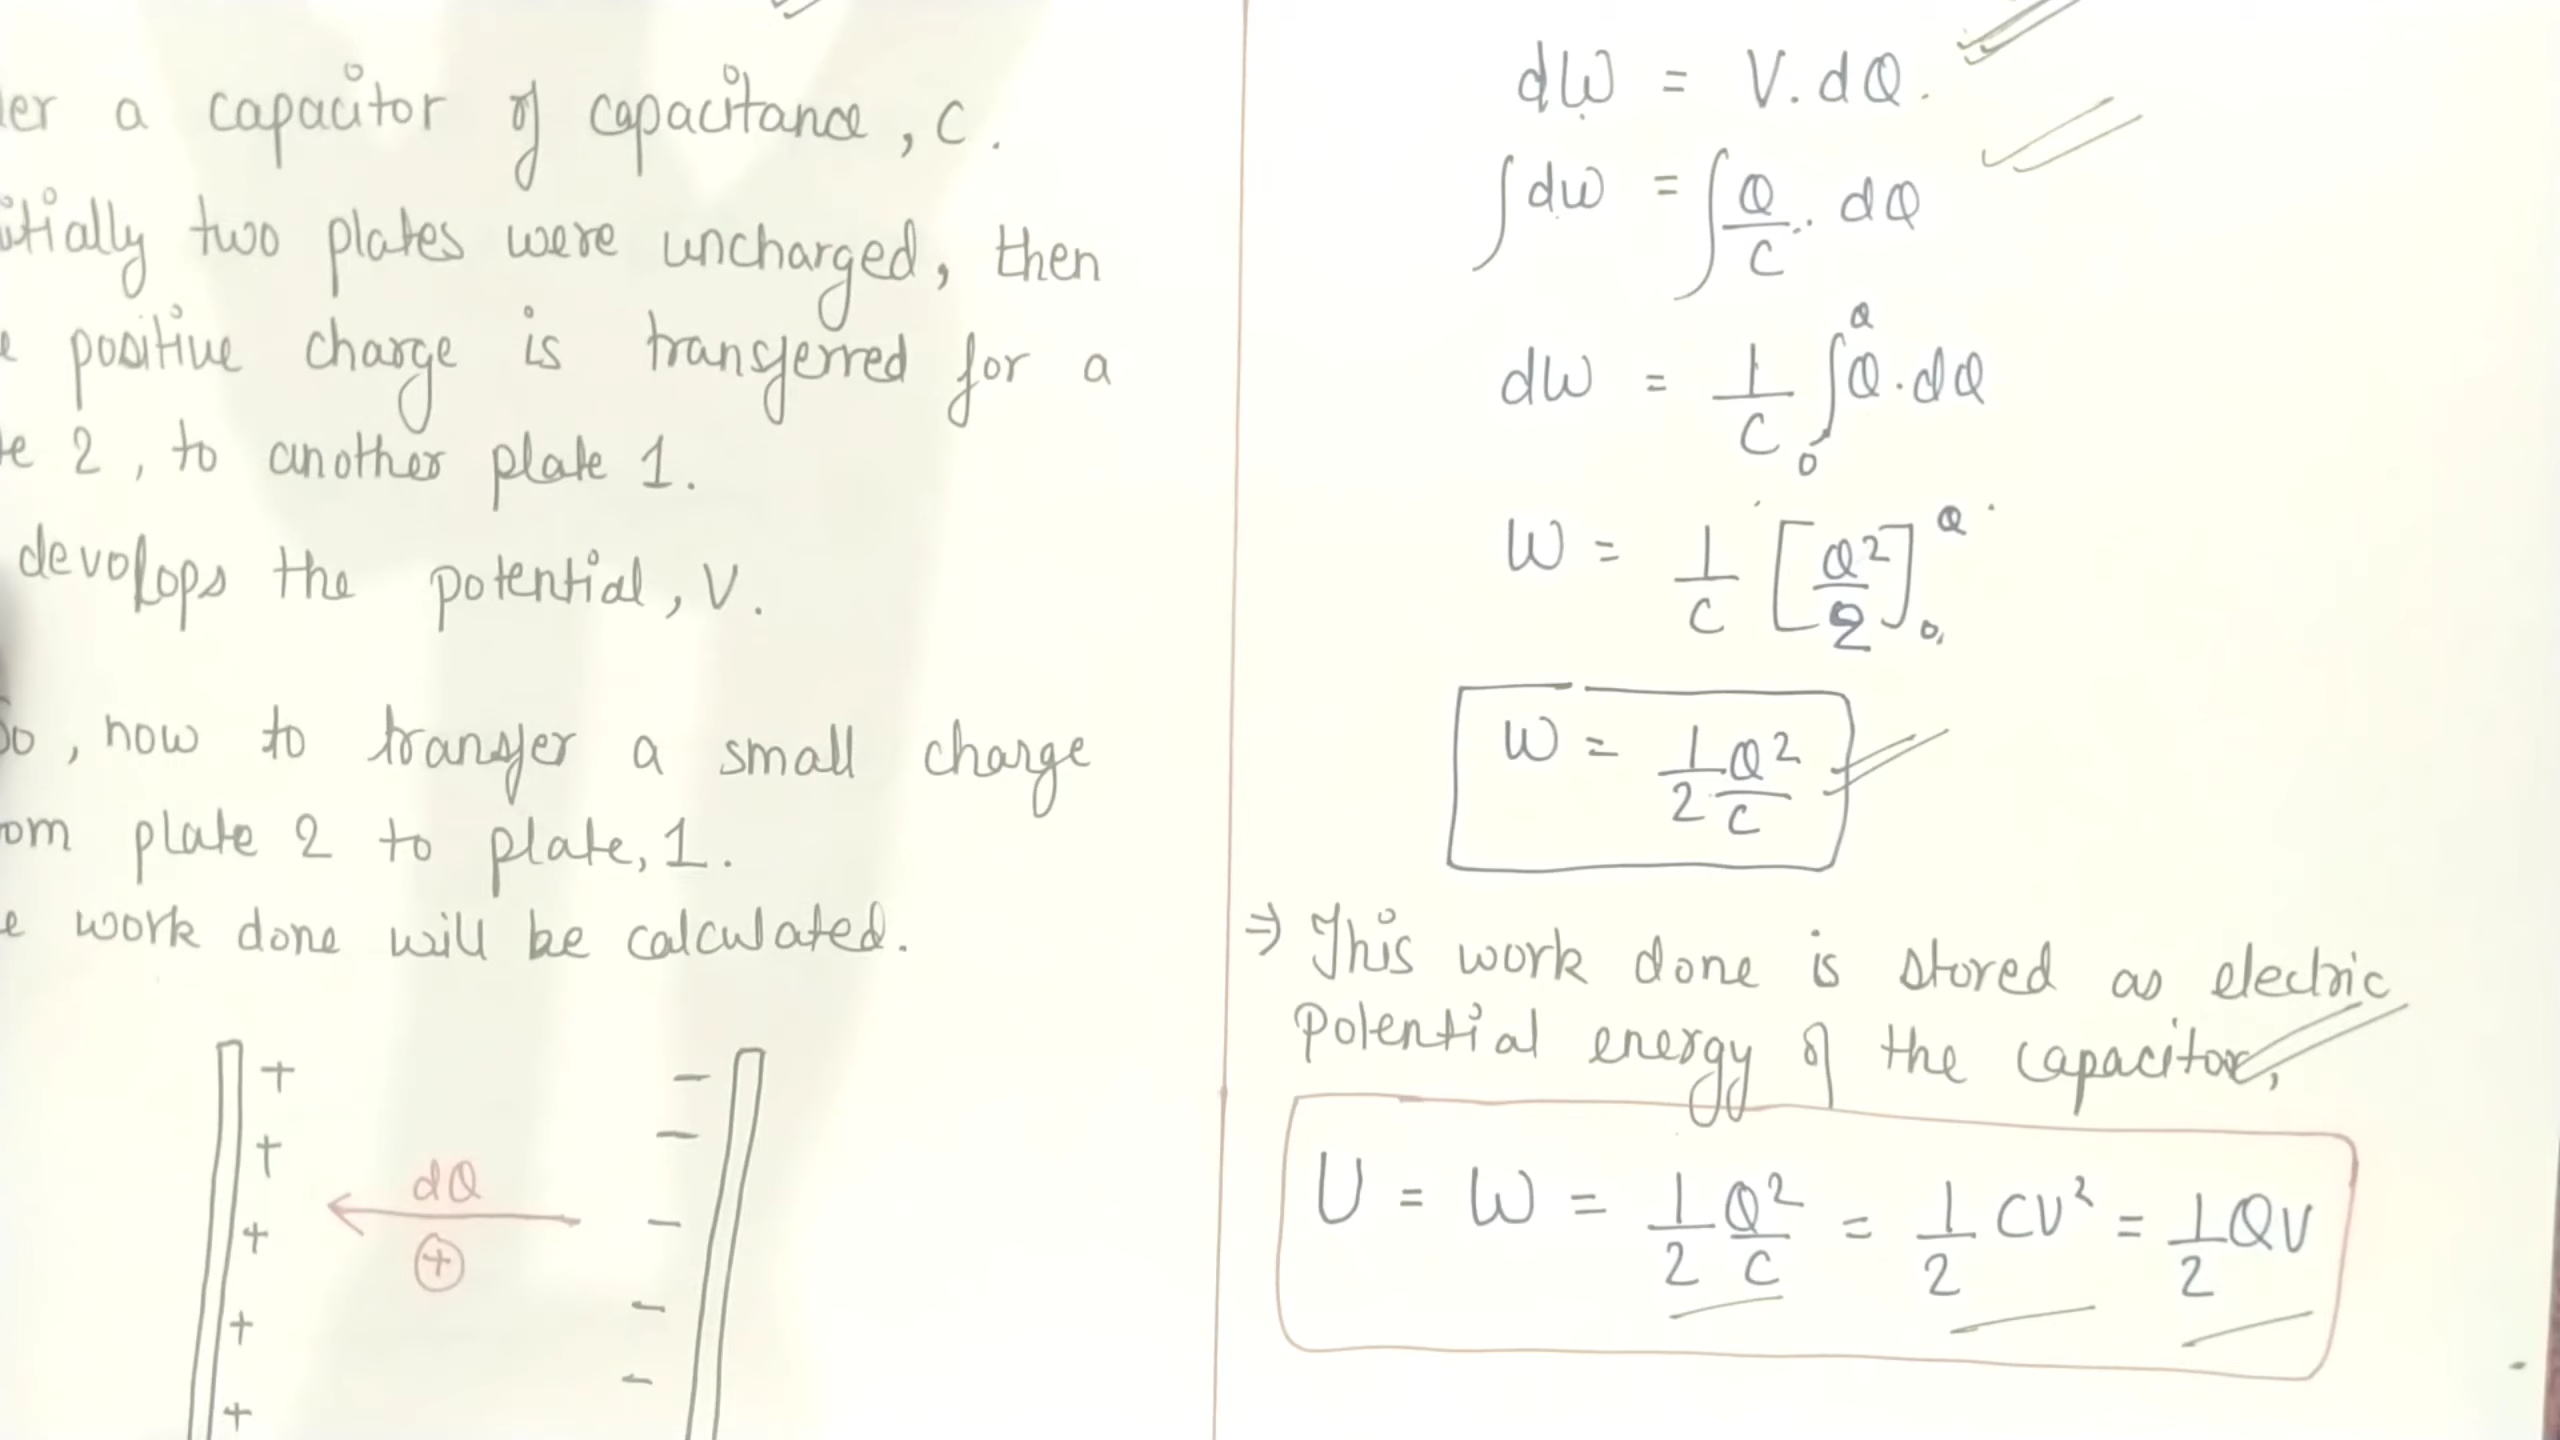 a capacitor of capacitance, C.
two plates were uncharged, then
positive charge is transferred for a
2, to another plate 1.
devolops the potential, V.
So, now to transfer a small charge
plate 2 to plate, 1.
work done will be calculated.
+ −
+ −
dQ
+ −
⊕
+ −
+ −
dW = V.dQ.
∫dw = ∫Q/C . dQ
dW = 1/C ∫₀^Q Q.dQ
W = 1/C [Q²/2]₀^Q
W = 1/2 Q²/C
⇒ This work done is stored as electric
Potential energy of the capacitor,
U = W = 1/2 Q²/C = 1/2 CV² = 1/2 QV